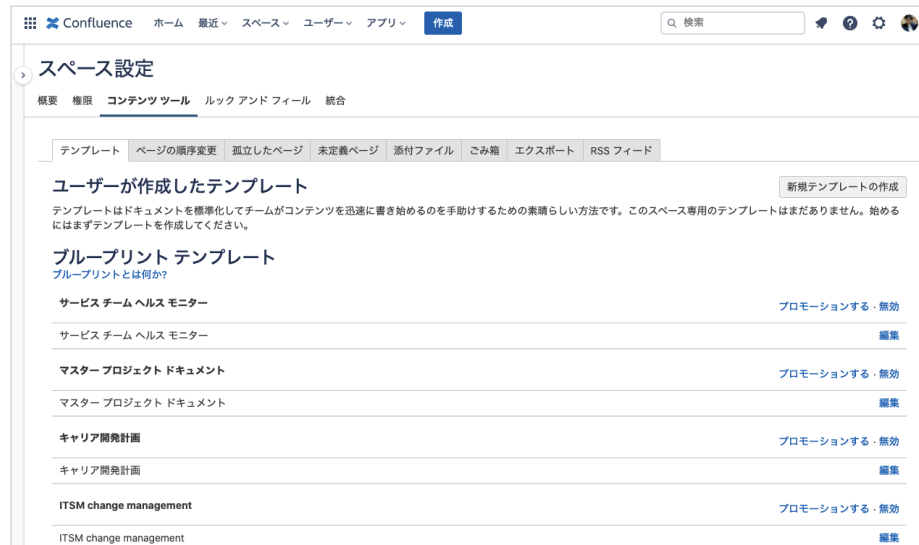 Confluence ホーム 最近 スペース ユーザー アプリ 作成 検索
スペース設定
概要 権限 コンテンツ ツール ルック アンド フィール 統合
テンプレート ページの順序変更 孤立したページ 未定義ページ 添付ファイル ごみ箱 エクスポート RSS フィード
ユーザーが作成したテンプレート 新規テンプレートの作成
テンプレートはドキュメントを標準化してチームがコンテンツを迅速に書き始めるのを手助けするための素晴らしい方法です。このスペース専用のテンプレートはまだありません。始める
にはまずテンプレートを作成してください。
ブループリント テンプレート
ブループリントとは何か?
サービス チーム ヘルス モニター プロモーションする · 無効
サービス チーム ヘルス モニター 編集
マスター プロジェクト ドキュメント プロモーションする · 無効
マスター プロジェクト ドキュメント 編集
キャリア開発計画 プロモーションする · 無効
キャリア開発計画 編集
ITSM change management プロモーションする · 無効
ITSM change management 編集